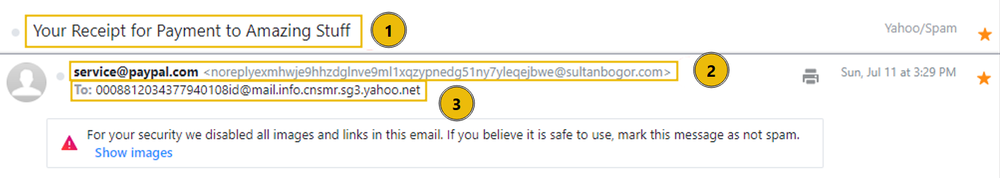 Your Receipt for Payment to Amazing Stuff 1 Yahoo/Spam
service@paypal.com <noreplyexmhwje9hhzdglnve9ml1xqzypnedg51ny7yleqejbwe@sultanbogor.com> 2 Sun, Jul 11 at 3:29 PM
To: 0008812034377940108id@mail.info.cnsmr.sg3.yahoo.net
3
For your security we disabled all images and links in this email. If you believe it is safe to use, mark this message as not spam.
Show images